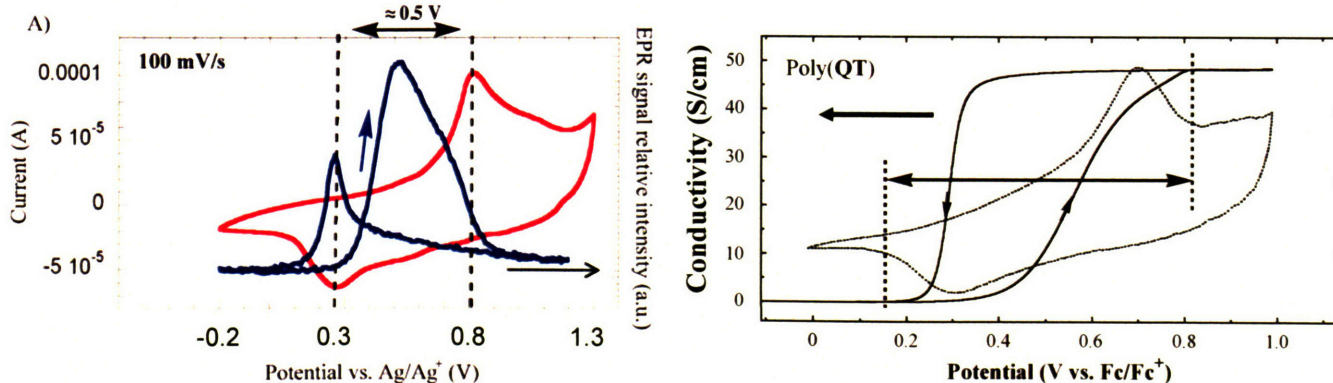 A)
≈ 0.5 V
100 mV/s
0.0001
5 10⁻⁵
0
-5 10⁻⁵
Current (A)
-0.2 0.3 0.8 1.3
Potential vs. Ag/Ag⁺ (V)
EPR signal relative intensity (a.u.)
Poly(QT)
50
40
30
20
10
0
Conductivity (S/cm)
0 0.2 0.4 0.6 0.8 1.0
Potential (V vs. Fc/Fc⁺)